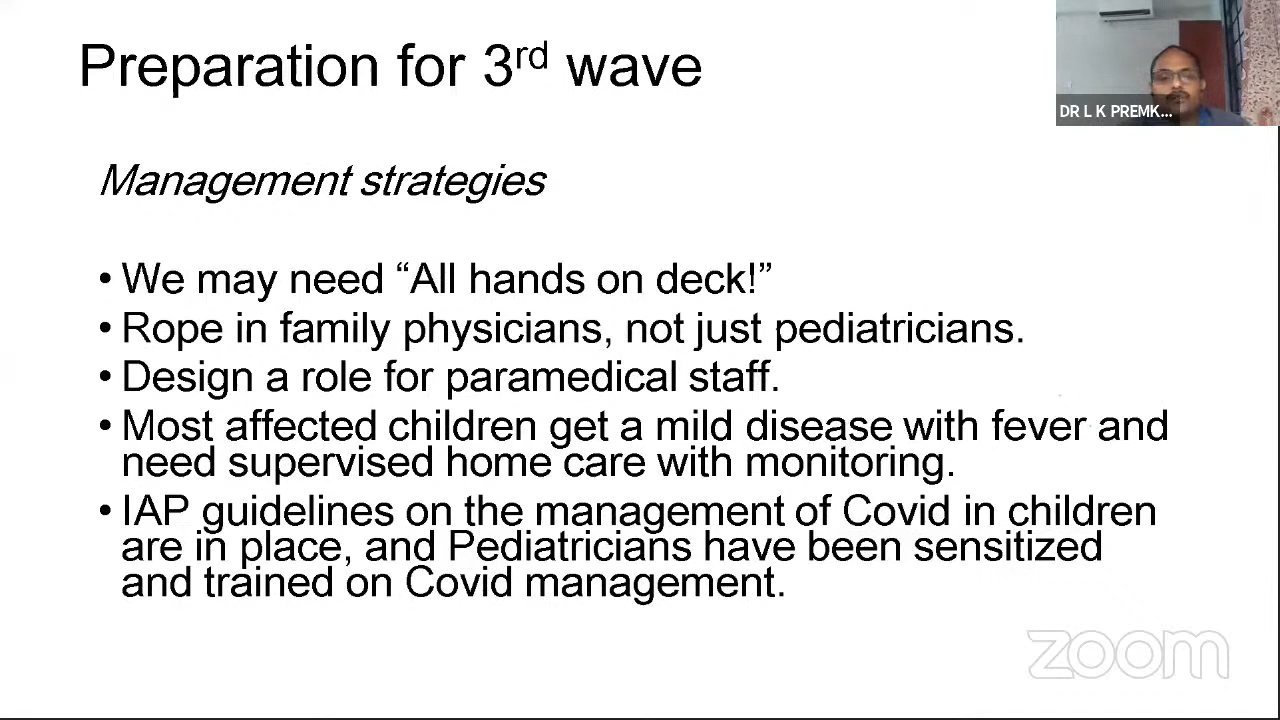 Preparation for 3rd wave
DR L K PREMK...
Management strategies
• We may need “All hands on deck!”
• Rope in family physicians, not just pediatricians.
• Design a role for paramedical staff.
• Most affected children get a mild disease with fever and
need supervised home care with monitoring.
• IAP guidelines on the management of Covid in children
are in place, and Pediatricians have been sensitized
and trained on Covid management.
zoom